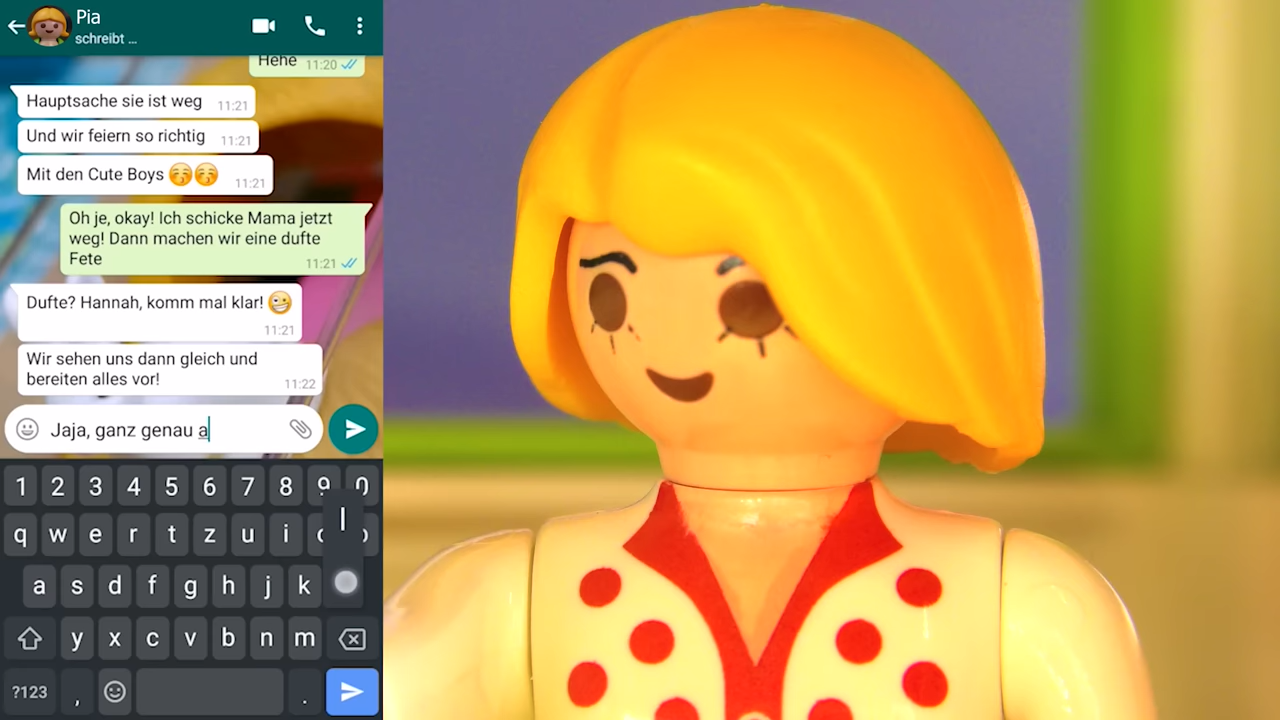 Pia
schreibt ...
Hehe 11:20
Hauptsache sie ist weg 11:21
Und wir feiern so richtig 11:21
Mit den Cute Boys 😚😚 11:21
Oh je, okay! Ich schicke Mama jetzt
weg! Dann machen wir eine dufte
Fete 11:21
Dufte? Hannah, komm mal klar! 😀
11:21
Wir sehen uns dann gleich und
bereiten alles vor! 11:22
Jaja, ganz genau a
1 2 3 4 5 6 7 8 9 0
q w e r t z u i o p
l
a s d f g h j k
y x c v b n m
?123 , .